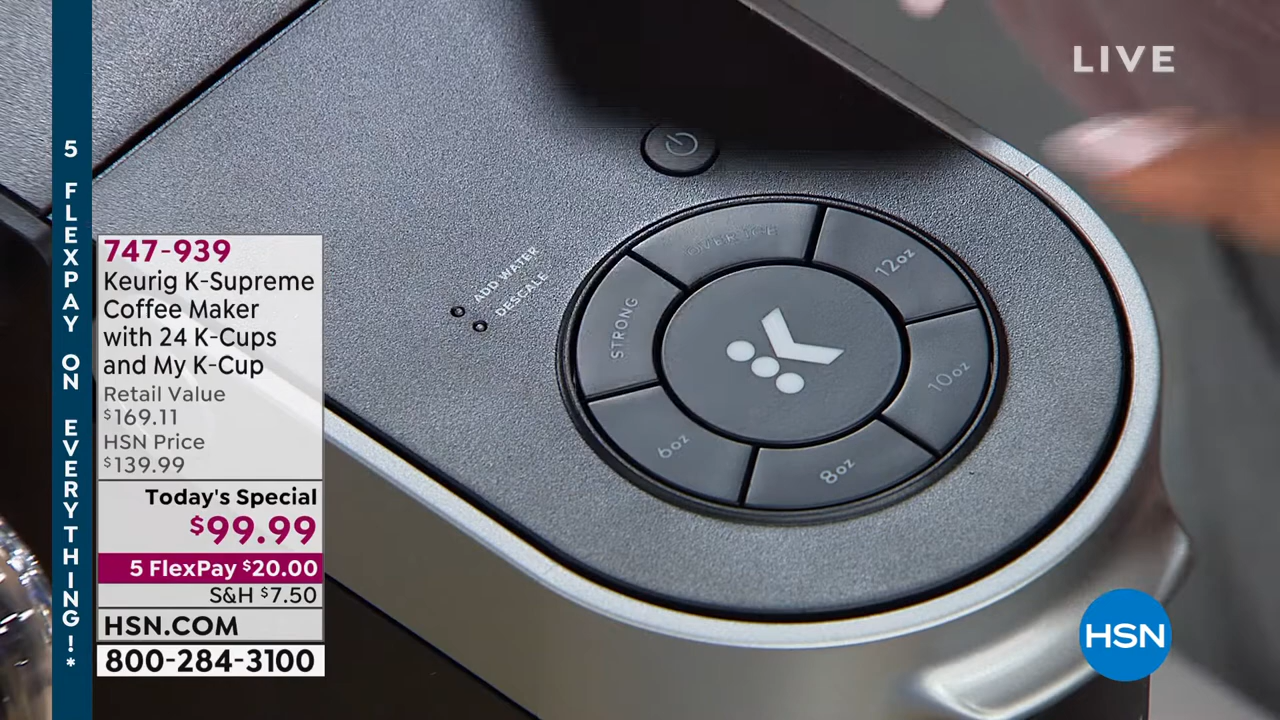 LIVE
5 FLEXPAY ON EVERYTHING!*
747-939
Keurig K-Supreme
Coffee Maker
with 24 K-Cups
and My K-Cup
Retail Value
$169.11
HSN Price
$139.99
Today's Special
$99.99
5 FlexPay $20.00
S&H $7.50
HSN.COM
800-284-3100
ADD WATER
DESCALE
OVER ICE
STRONG
12oz
10oz
8oz
6oz
HSN